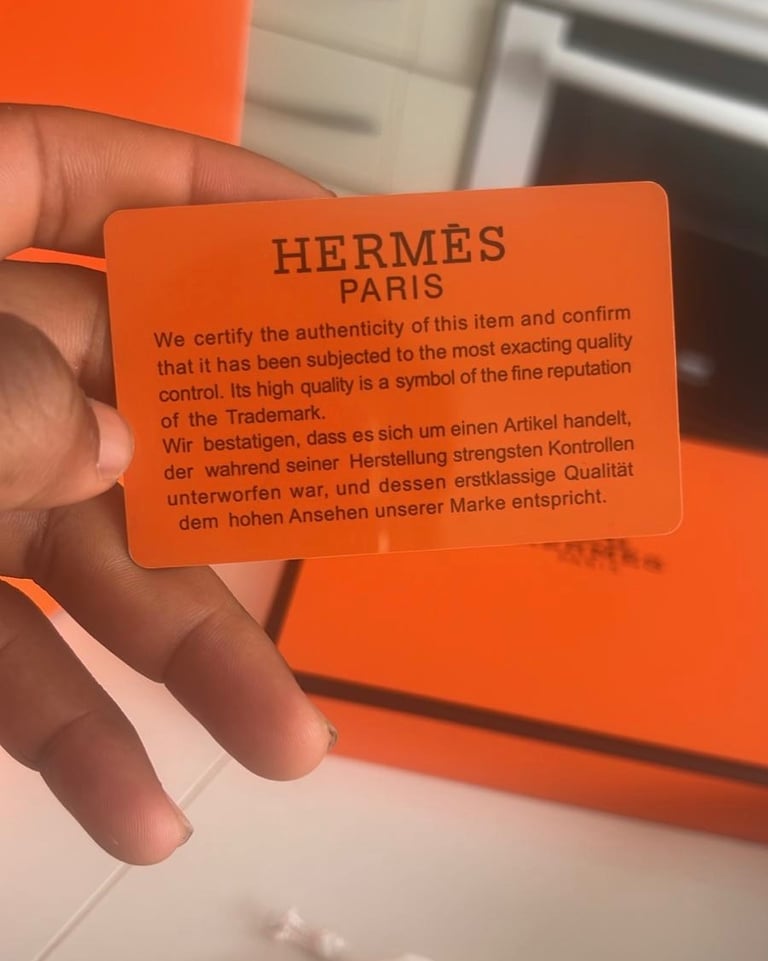 HERMÈS
PARIS
We certify the authenticity of this item and confirm
that it has been subjected to the most exacting quality
control. Its high quality is a symbol of the fine reputation
of the Trademark.
Wir bestatigen, dass es sich um einen Artikel handelt,
der wahrend seiner Herstellung strengsten Kontrollen
unterworfen war, und dessen erstklassige Qualität
dem hohen Ansehen unserer Marke entspricht.